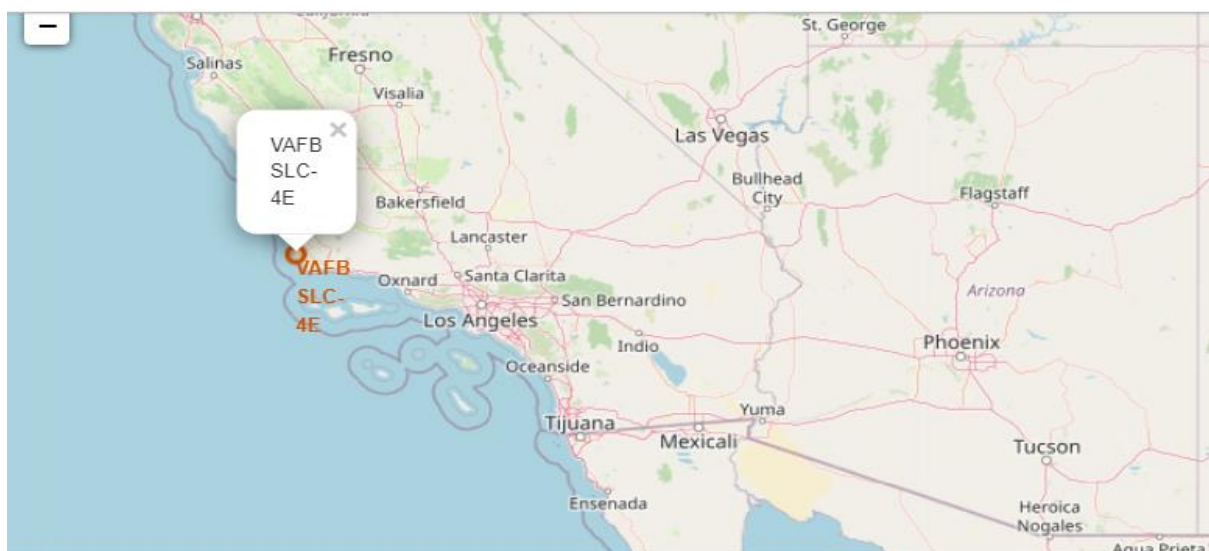 −
St. George
Salinas
Fresno
Visalia
Las Vegas
VAFB
SLC-
4E
×
Bullhead
City
Flagstaff
Bakersfield
Lancaster
VAFB
SLC-
4E
Oxnard
Santa Clarita
San Bernardino
Arizona
Los Angeles
Indio
Phoenix
Oceanside
Yuma
Tijuana
Mexicali
Tucson
Ensenada
Heroica
Nogales
Agua Prieta